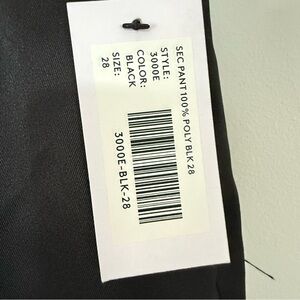 SEC PANT 100% POLY BLK 28
STYLE:
3000E
COLOR:
BLACK
SIZE:
28
3000E-BLK-28